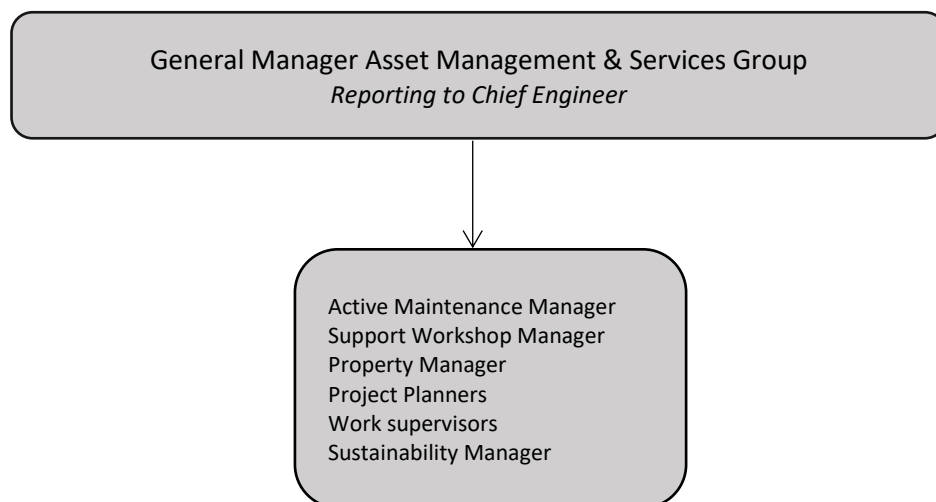 General Manager Asset Management & Services Group
Reporting to Chief Engineer
Active Maintenance Manager
Support Workshop Manager
Property Manager
Project Planners
Work supervisors
Sustainability Manager